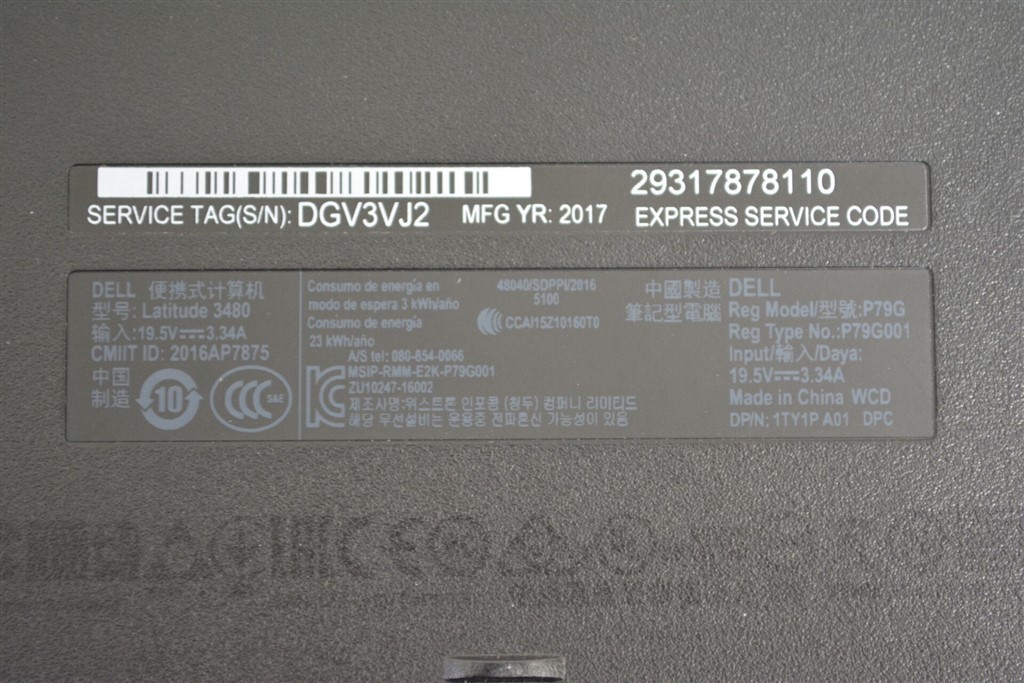 29317878110
SERVICE TAG(S/N): DGV3VJ2 MFG YR: 2017 EXPRESS SERVICE CODE
DELL 便携式计算机
型号: Latitude 3480
输入:19.5V⎓3.34A
CMIIT ID: 2016AP7875
中国
制造
10
CCC S&E
Consumo de energía en
modo de espera 3 kWh/año
Consumo de energía
23 kWh/año
48040/SDPPI/2016
5100
CCAI15Z10160T0
A/S tel: 080-854-0066
MSIP-RMM-E2K-P79G001
ZU10247-16002
제조사명:위스트론 인포콤 (청두) 컴퍼니 리미티드
해당 무선설비는 운용중 전파혼신 가능성이 있음
中國製造
筆記型電腦
DELL
Reg Model/型號:P79G
Reg Type No.:P79G001
Input/輸入/Daya:
19.5V⎓3.34A
Made in China WCD
DP/N: 1TY1P A01 DPC